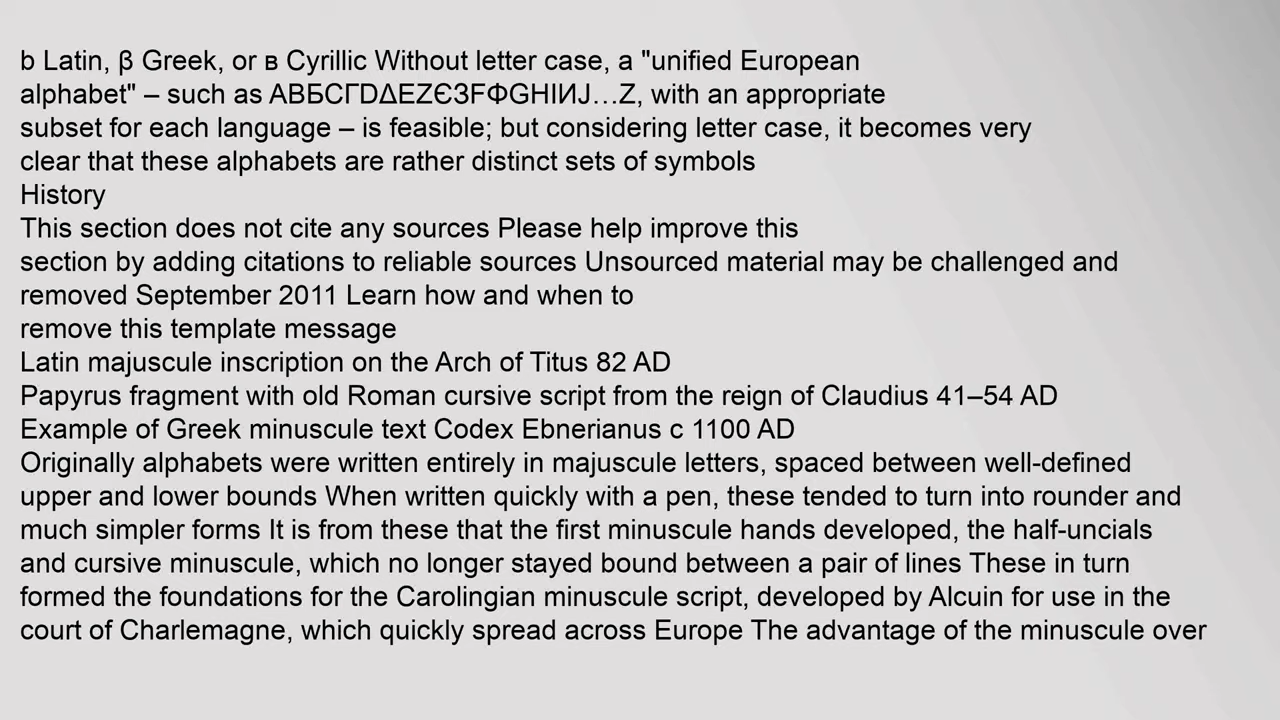 b Latin, β Greek, or в Cyrillic Without letter case, a "unified European
alphabet" – such as ABБCΓDΔEZЄЗFΦGHIИJ…Z, with an appropriate
subset for each language – is feasible; but considering letter case, it becomes very
clear that these alphabets are rather distinct sets of symbols
History
This section does not cite any sources Please help improve this
section by adding citations to reliable sources Unsourced material may be challenged and
removed September 2011 Learn how and when to
remove this template message
Latin majuscule inscription on the Arch of Titus 82 AD
Papyrus fragment with old Roman cursive script from the reign of Claudius 41–54 AD
Example of Greek minuscule text Codex Ebnerianus c 1100 AD
Originally alphabets were written entirely in majuscule letters, spaced between well-defined
upper and lower bounds When written quickly with a pen, these tended to turn into rounder and
much simpler forms It is from these that the first minuscule hands developed, the half-uncials
and cursive minuscule, which no longer stayed bound between a pair of lines These in turn
formed the foundations for the Carolingian minuscule script, developed by Alcuin for use in the
court of Charlemagne, which quickly spread across Europe The advantage of the minuscule over